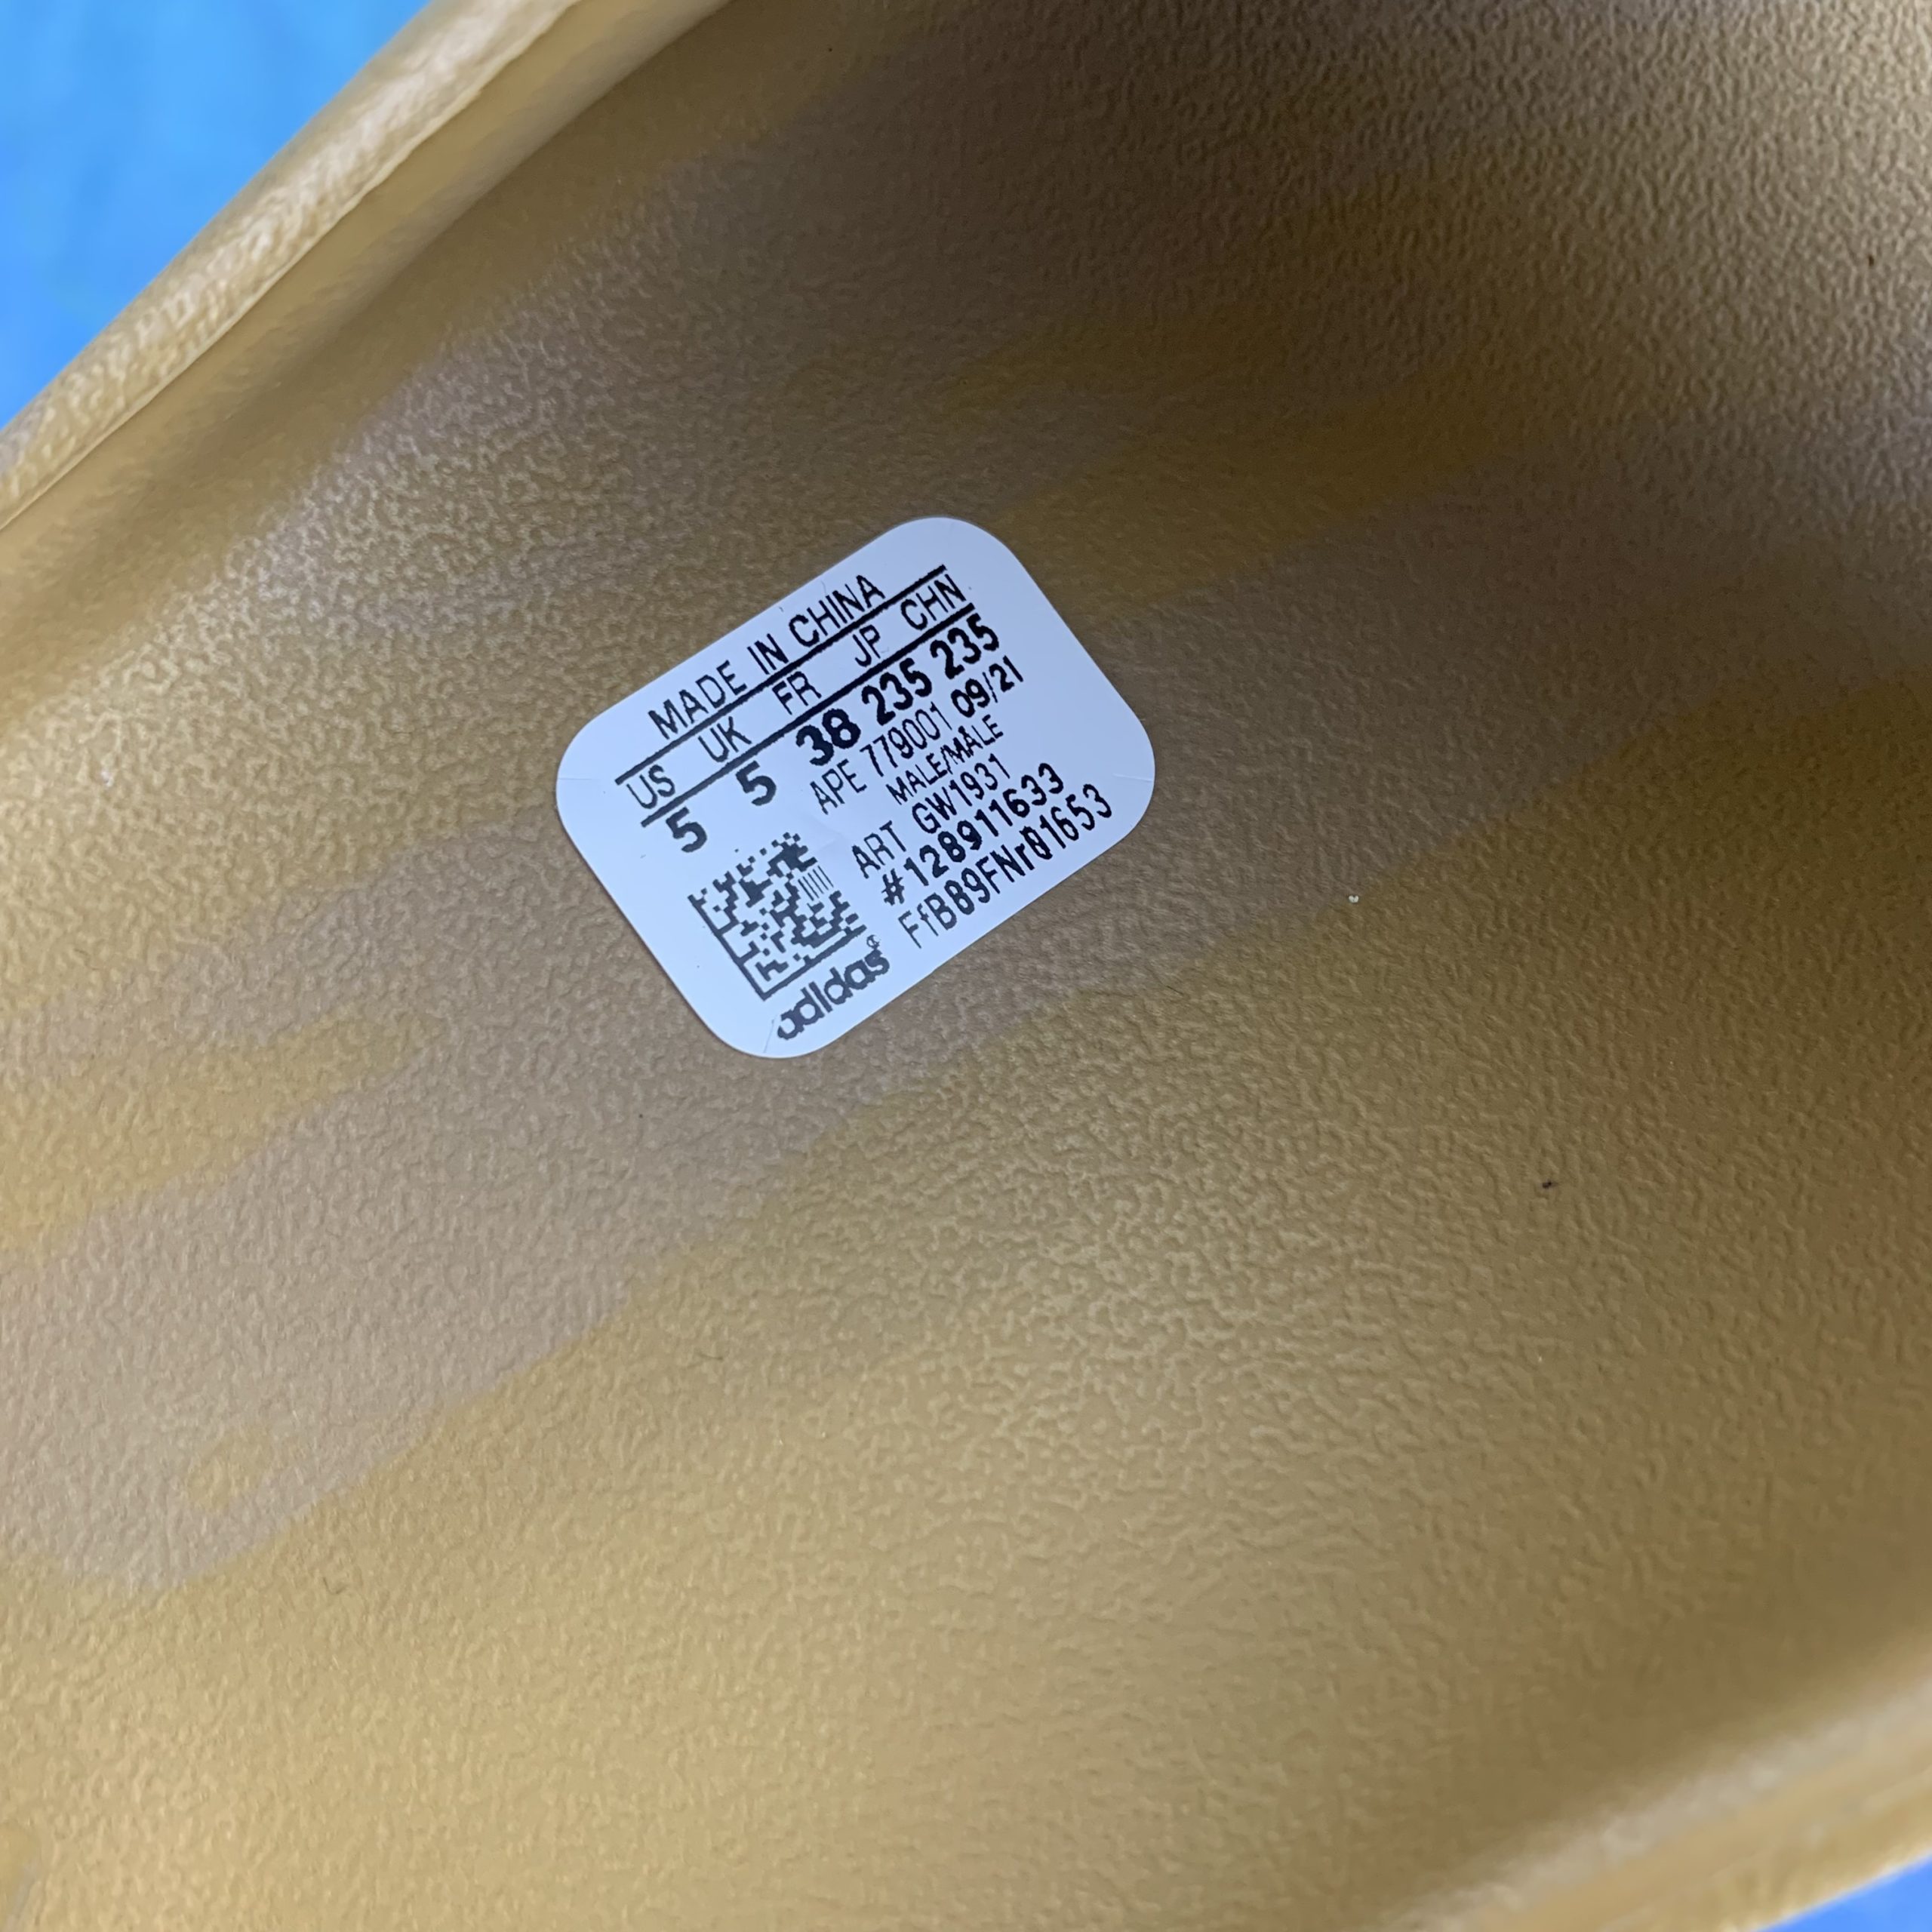 MADE IN CHINA
US UK FR JP CHN
5 5 38 235 235
APE 779001 09/21
MALE/MALE
ART GW1931
#128911633
FfBB9FNr01653
adidas